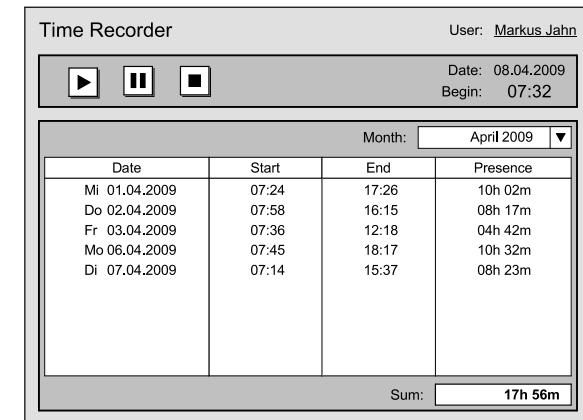 Time Recorder User: Markus Jahn
Date: 08.04.2009
Begin: 07:32
Month: April 2009
Date Start End Presence
Mi 01.04.2009 07:24 17:26 10h 02m
Do 02.04.2009 07:58 16:15 08h 17m
Fr 03.04.2009 07:36 12:18 04h 42m
Mo 06.04.2009 07:45 18:17 10h 32m
Di 07.04.2009 07:14 15:37 08h 23m
Sum: 17h 56m